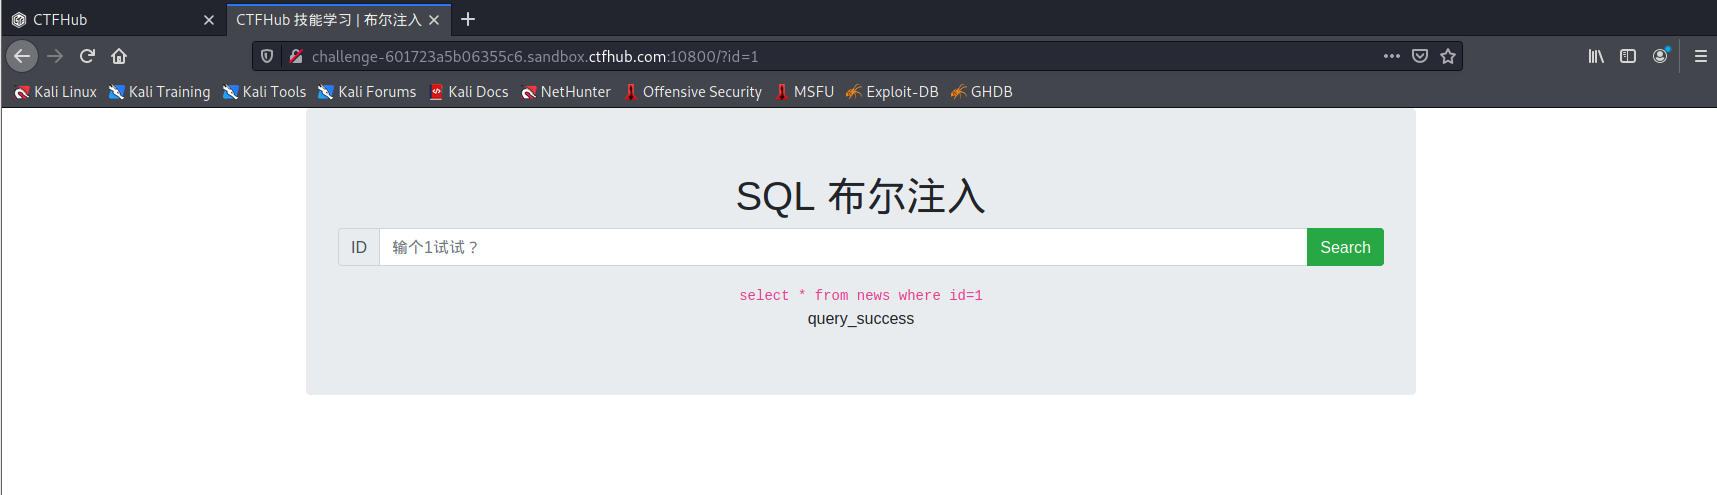 CTFHub
CTFHub 技能学习 | 布尔注入
challenge-601723a5b06355c6.sandbox.ctfhub.com:10800/?id=1
Kali Linux Kali Training Kali Tools Kali Forums Kali Docs NetHunter Offensive Security MSFU Exploit-DB GHDB
SQL 布尔注入
ID 输个1试试？ Search
select * from news where id=1
query_success